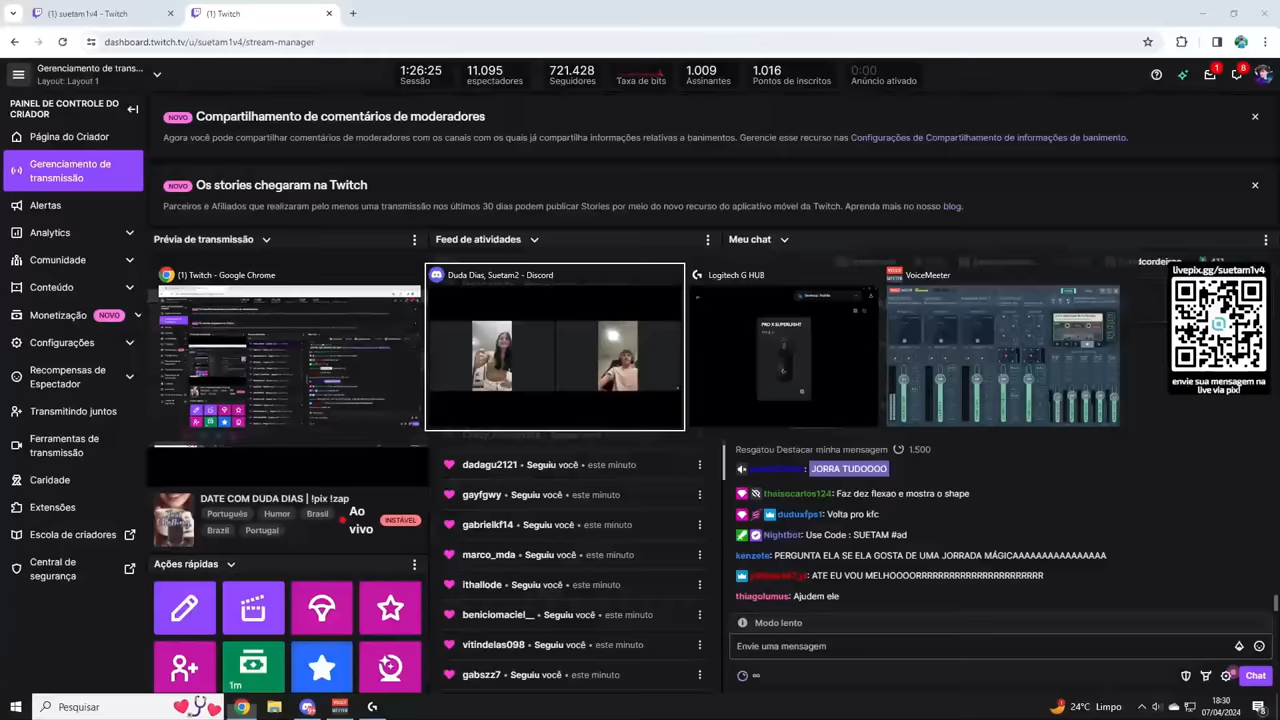 (1) suetam1v4 - Twitch
(1) Twitch
dashboard.twitch.tv/u/suetam1v4/stream-manager
Gerenciamento de trans...
Layout: Layout 1
1:26:25
Sessão
11.095
espectadores
721.428
Seguidores
Taxa de bits
1.009
Assinantes
1.016
Pontos de inscritos
0:00
Anúncio ativado
1
8
PAINEL DE CONTROLE DO
CRIADOR
Página do Criador
Gerenciamento de
transmissão
Alertas
Analytics
Comunidade
Conteúdo
Monetização NOVO
Configurações
Recompensas de
Transmitindo juntos
Ferramentas de
transmissão
Caridade
Extensões
Escola de criadores
Central de
segurança
NOVO Compartilhamento de comentários de moderadores
Agora você pode compartilhar comentários de moderadores com os canais com os quais já compartilha informações relativas a banimentos. Gerencie esse recurso nas Configurações de Compartilhamento de informações de banimento.
NOVO Os stories chegaram na Twitch
Parceiros e Afiliados que realizaram pelo menos uma transmissão nos últimos 30 dias podem publicar Stories por meio do novo recurso do aplicativo móvel da Twitch. Aprenda mais no nosso blog.
Prévia de transmissão
Feed de atividades
Meu chat
(1) Twitch - Google Chrome
Duda Dias, Suetam2 - Discord
Logitech G HUB
PRO X SUPERLIGHT
VoiceMeeter
livepix.gg/suetam1v4
envie sua mensagem na
live via pix!
DATE COM DUDA DIAS | !pix !zap
Português Humor Brasil
Brazil Portugal
Ao
vivo
INSTÁVEL
Ações rápidas
1m
dadagu2121 • Seguiu você • este minuto
gayfgwy • Seguiu você • este minuto
gabrielkf14 • Seguiu você • este minuto
marco_mda • Seguiu você • este minuto
ithallode • Seguiu você • este minuto
beniciomaciel__ • Seguiu você • este minuto
vitindelas098 • Seguiu você • este minuto
gabszz7 • Seguiu você • este minuto
Resgatou Destacar minha mensagem 1.500
: JORRA TUDOOOO
thaisocarlos124: Faz dez flexao e mostra o shape
duduxfps1: Volta pro kfc
Nightbot: Use Code : SUETAM #ad
kenzete: PERGUNTA ELA SE ELA GOSTA DE UMA JORRADA MÁGICAAAAAAAAAAAAAAA
: ATE EU VOU MELHOOOORRRRRRRRRRRRRRRRRRRRRRR
thiagolumus: Ajudem ele
Modo lento
Envie uma mensagem
Chat
Pesquisar
24°C Limpo
18:30
07/04/2024
8